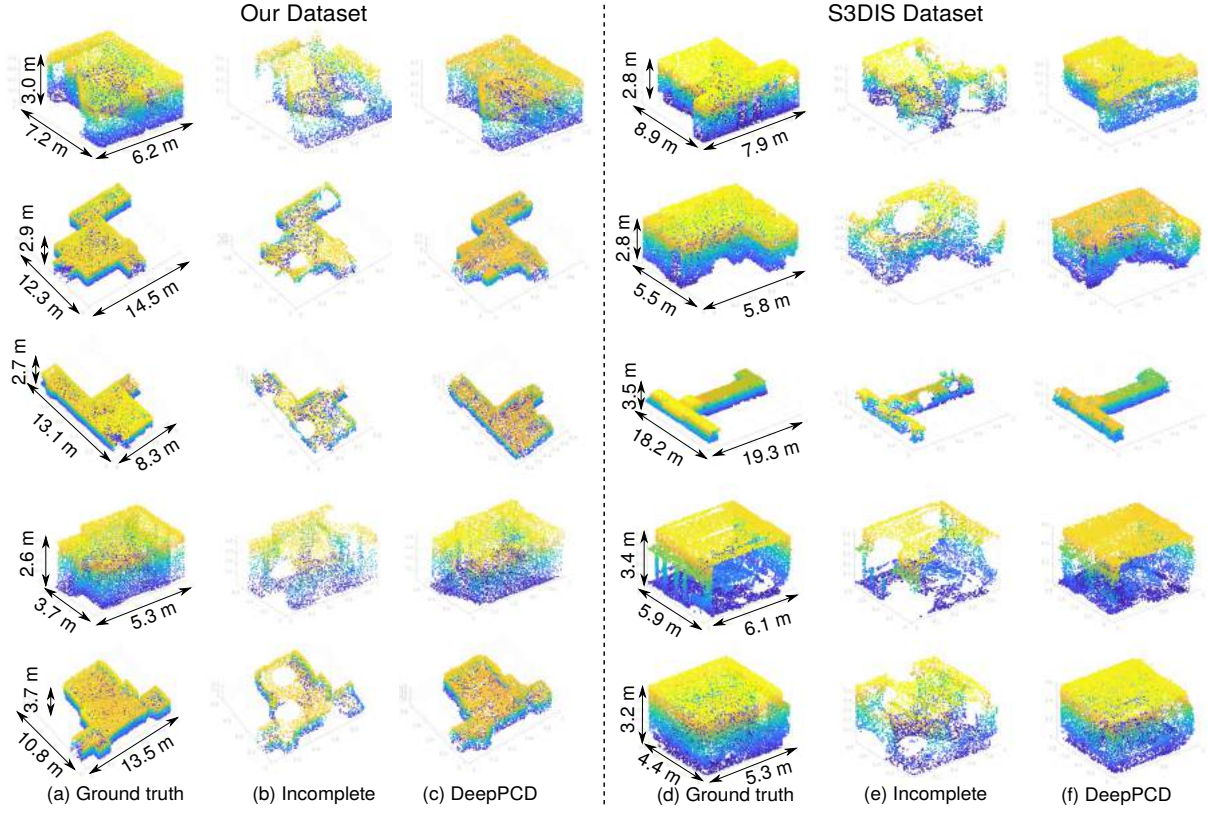 Our Dataset
S3DIS Dataset
3.0 m
7.2 m
6.2 m
2.8 m
8.9 m
7.9 m
2.9 m
12.3 m
14.5 m
2.8 m
5.5 m
5.8 m
2.7 m
13.1 m
8.3 m
3.5 m
18.2 m
19.3 m
2.6 m
3.7 m
5.3 m
3.4 m
5.9 m
6.1 m
3.7 m
10.8 m
13.5 m
3.2 m
4.4 m
5.3 m
(a) Ground truth
(b) Incomplete
(c) DeepPCD
(d) Ground truth
(e) Incomplete
(f) DeepPCD